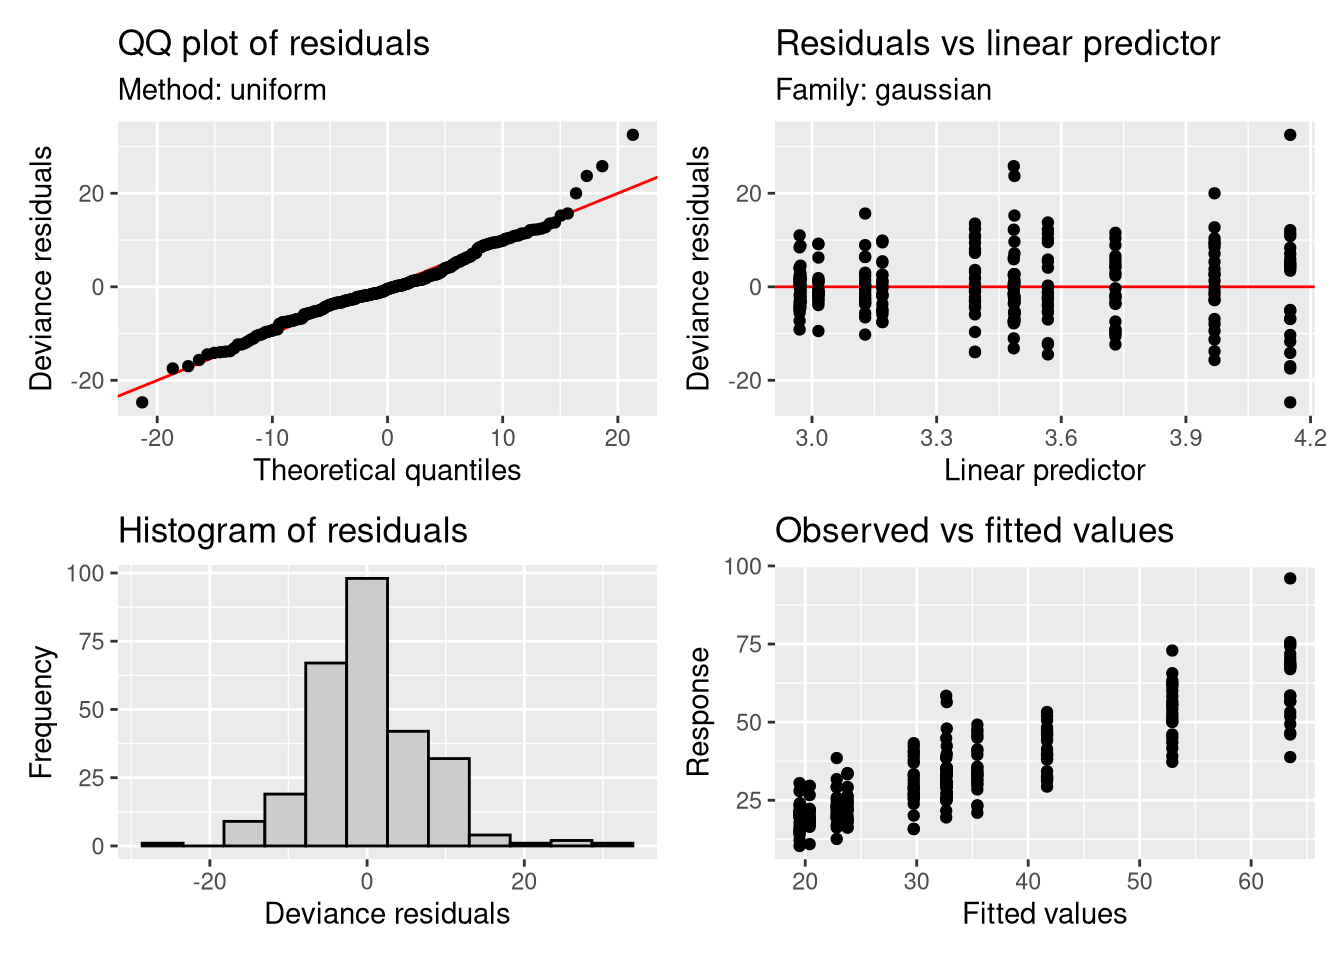 QQ plot of residuals
Method: uniform
Deviance residuals
20
0
-20
-20
-10
0
10
20
Theoretical quantiles
Residuals vs linear predictor
Family: gaussian
Deviance residuals
20
0
-20
3.0
3.3
3.6
3.9
4.2
Linear predictor
Histogram of residuals
Frequency
100
75
50
25
0
-20
0
20
Deviance residuals
Observed vs fitted values
Response
100
75
50
25
20
30
40
50
60
Fitted values